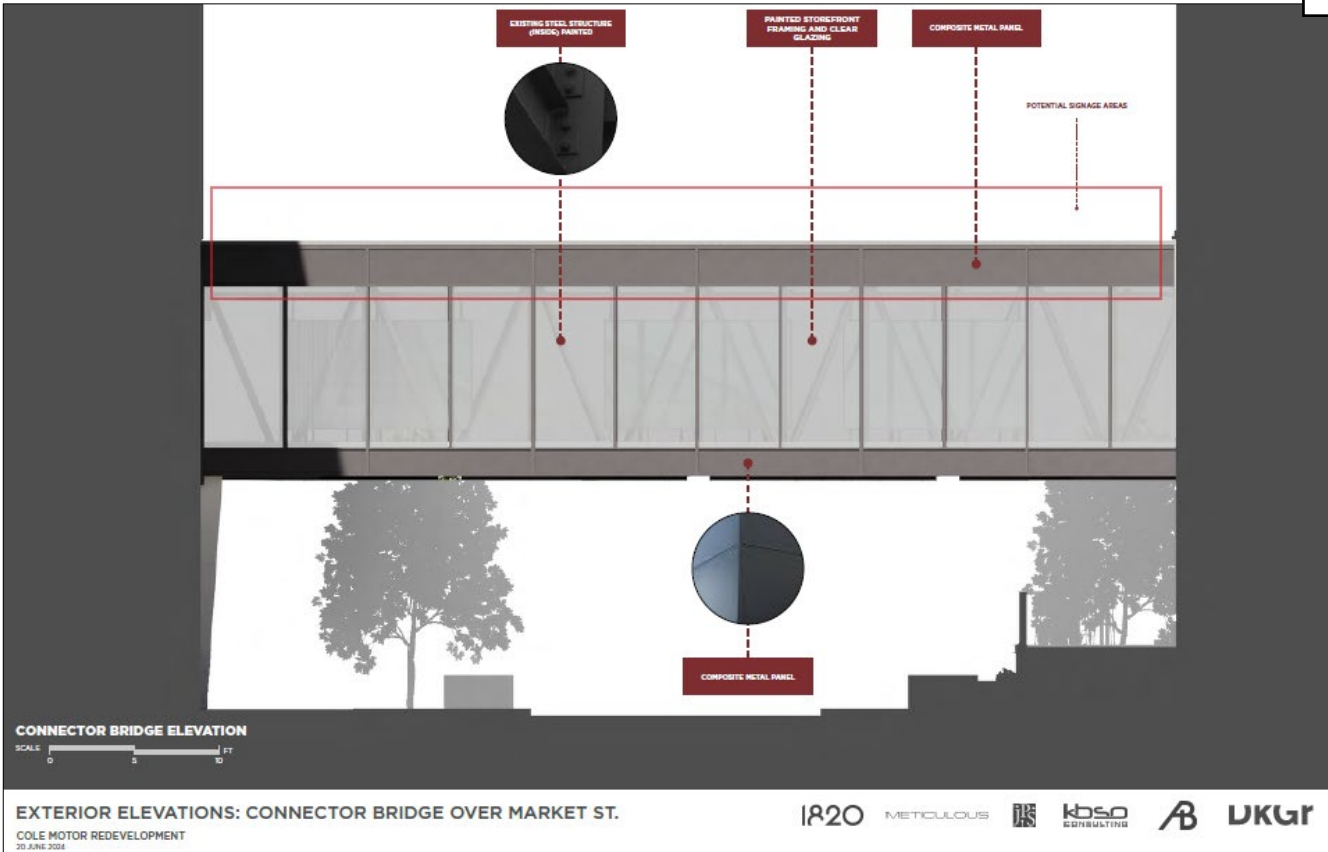 EXISTING STEEL STRUCTURE
(INSIDE) PAINTED
PAINTED STOREFRONT
FRAMING AND CLEAR
GLAZING
COMPOSITE METAL PANEL
POTENTIAL SIGNAGE AREAS
COMPOSITE METAL PANEL
CONNECTOR BRIDGE ELEVATION
SCALE
FT
0 5 10
EXTERIOR ELEVATIONS: CONNECTOR BRIDGE OVER MARKET ST.
COLE MOTOR REDEVELOPMENT
20 JUNE 2024
1820
METICULOUS
kbso
CONSULTING
AB
DKGr